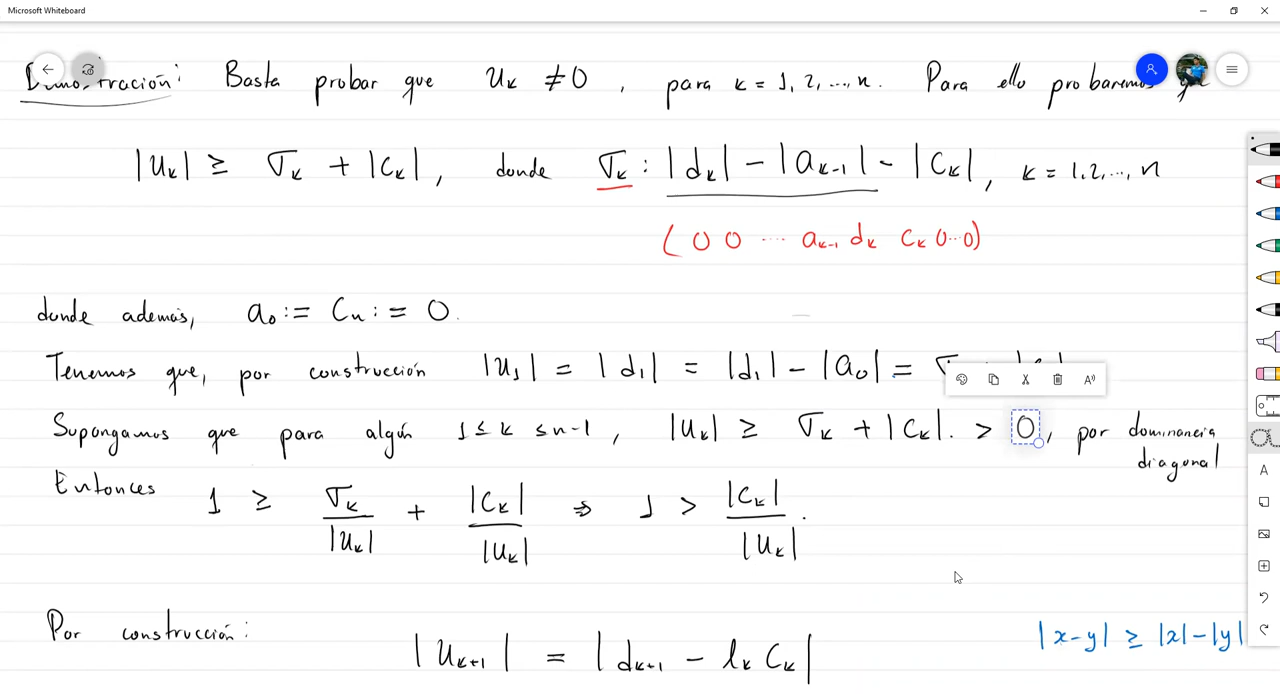 Microsoft Whiteboard
Demostración: Basta probar que u_k ≠ 0, para k = 1, 2, ..., n. Para ello probaremos que
|u_k| ≥ σ_k + |c_k|, donde σ_k : |d_k| − |a_{k-1}| − |c_k|, k = 1, 2, ..., n
(0 0 ... a_{k-1} d_k c_k 0 ... 0)
donde además, a_0 := c_n := 0.
Tenemos que, por construcción |u_1| = |d_1| = |d_1| − |a_0| =
Supongamos que para algún 1 ≤ k ≤ n-1, |u_k| ≥ σ_k + |c_k|. > 0, por dominancia diagonal
Entonces 1 ≥ σ_k/|u_k| + |c_k|/|u_k| ⇒ 1 > |c_k|/|u_k|.
Por construcción: |u_{k+1}| = |d_{k+1} − l_k c_k|
|x-y| ≥ |x|-|y|